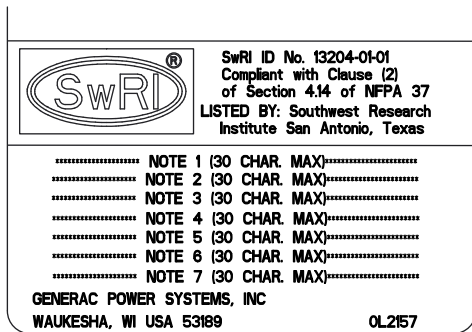 SwRI ®
SwRI ID No. 13204-01-01
Compliant with Clause (2)
of Section 4.14 of NFPA 37
LISTED BY: Southwest Research
Institute San Antonio, Texas
******************** NOTE 1 (30 CHAR. MAX)**********************
******************** NOTE 2 (30 CHAR. MAX)**********************
******************** NOTE 3 (30 CHAR. MAX)**********************
******************** NOTE 4 (30 CHAR. MAX)**********************
******************** NOTE 5 (30 CHAR. MAX)**********************
******************** NOTE 6 (30 CHAR. MAX)**********************
******************** NOTE 7 (30 CHAR. MAX)**********************
GENERAC POWER SYSTEMS, INC
WAUKESHA, WI USA 53189 0L2157